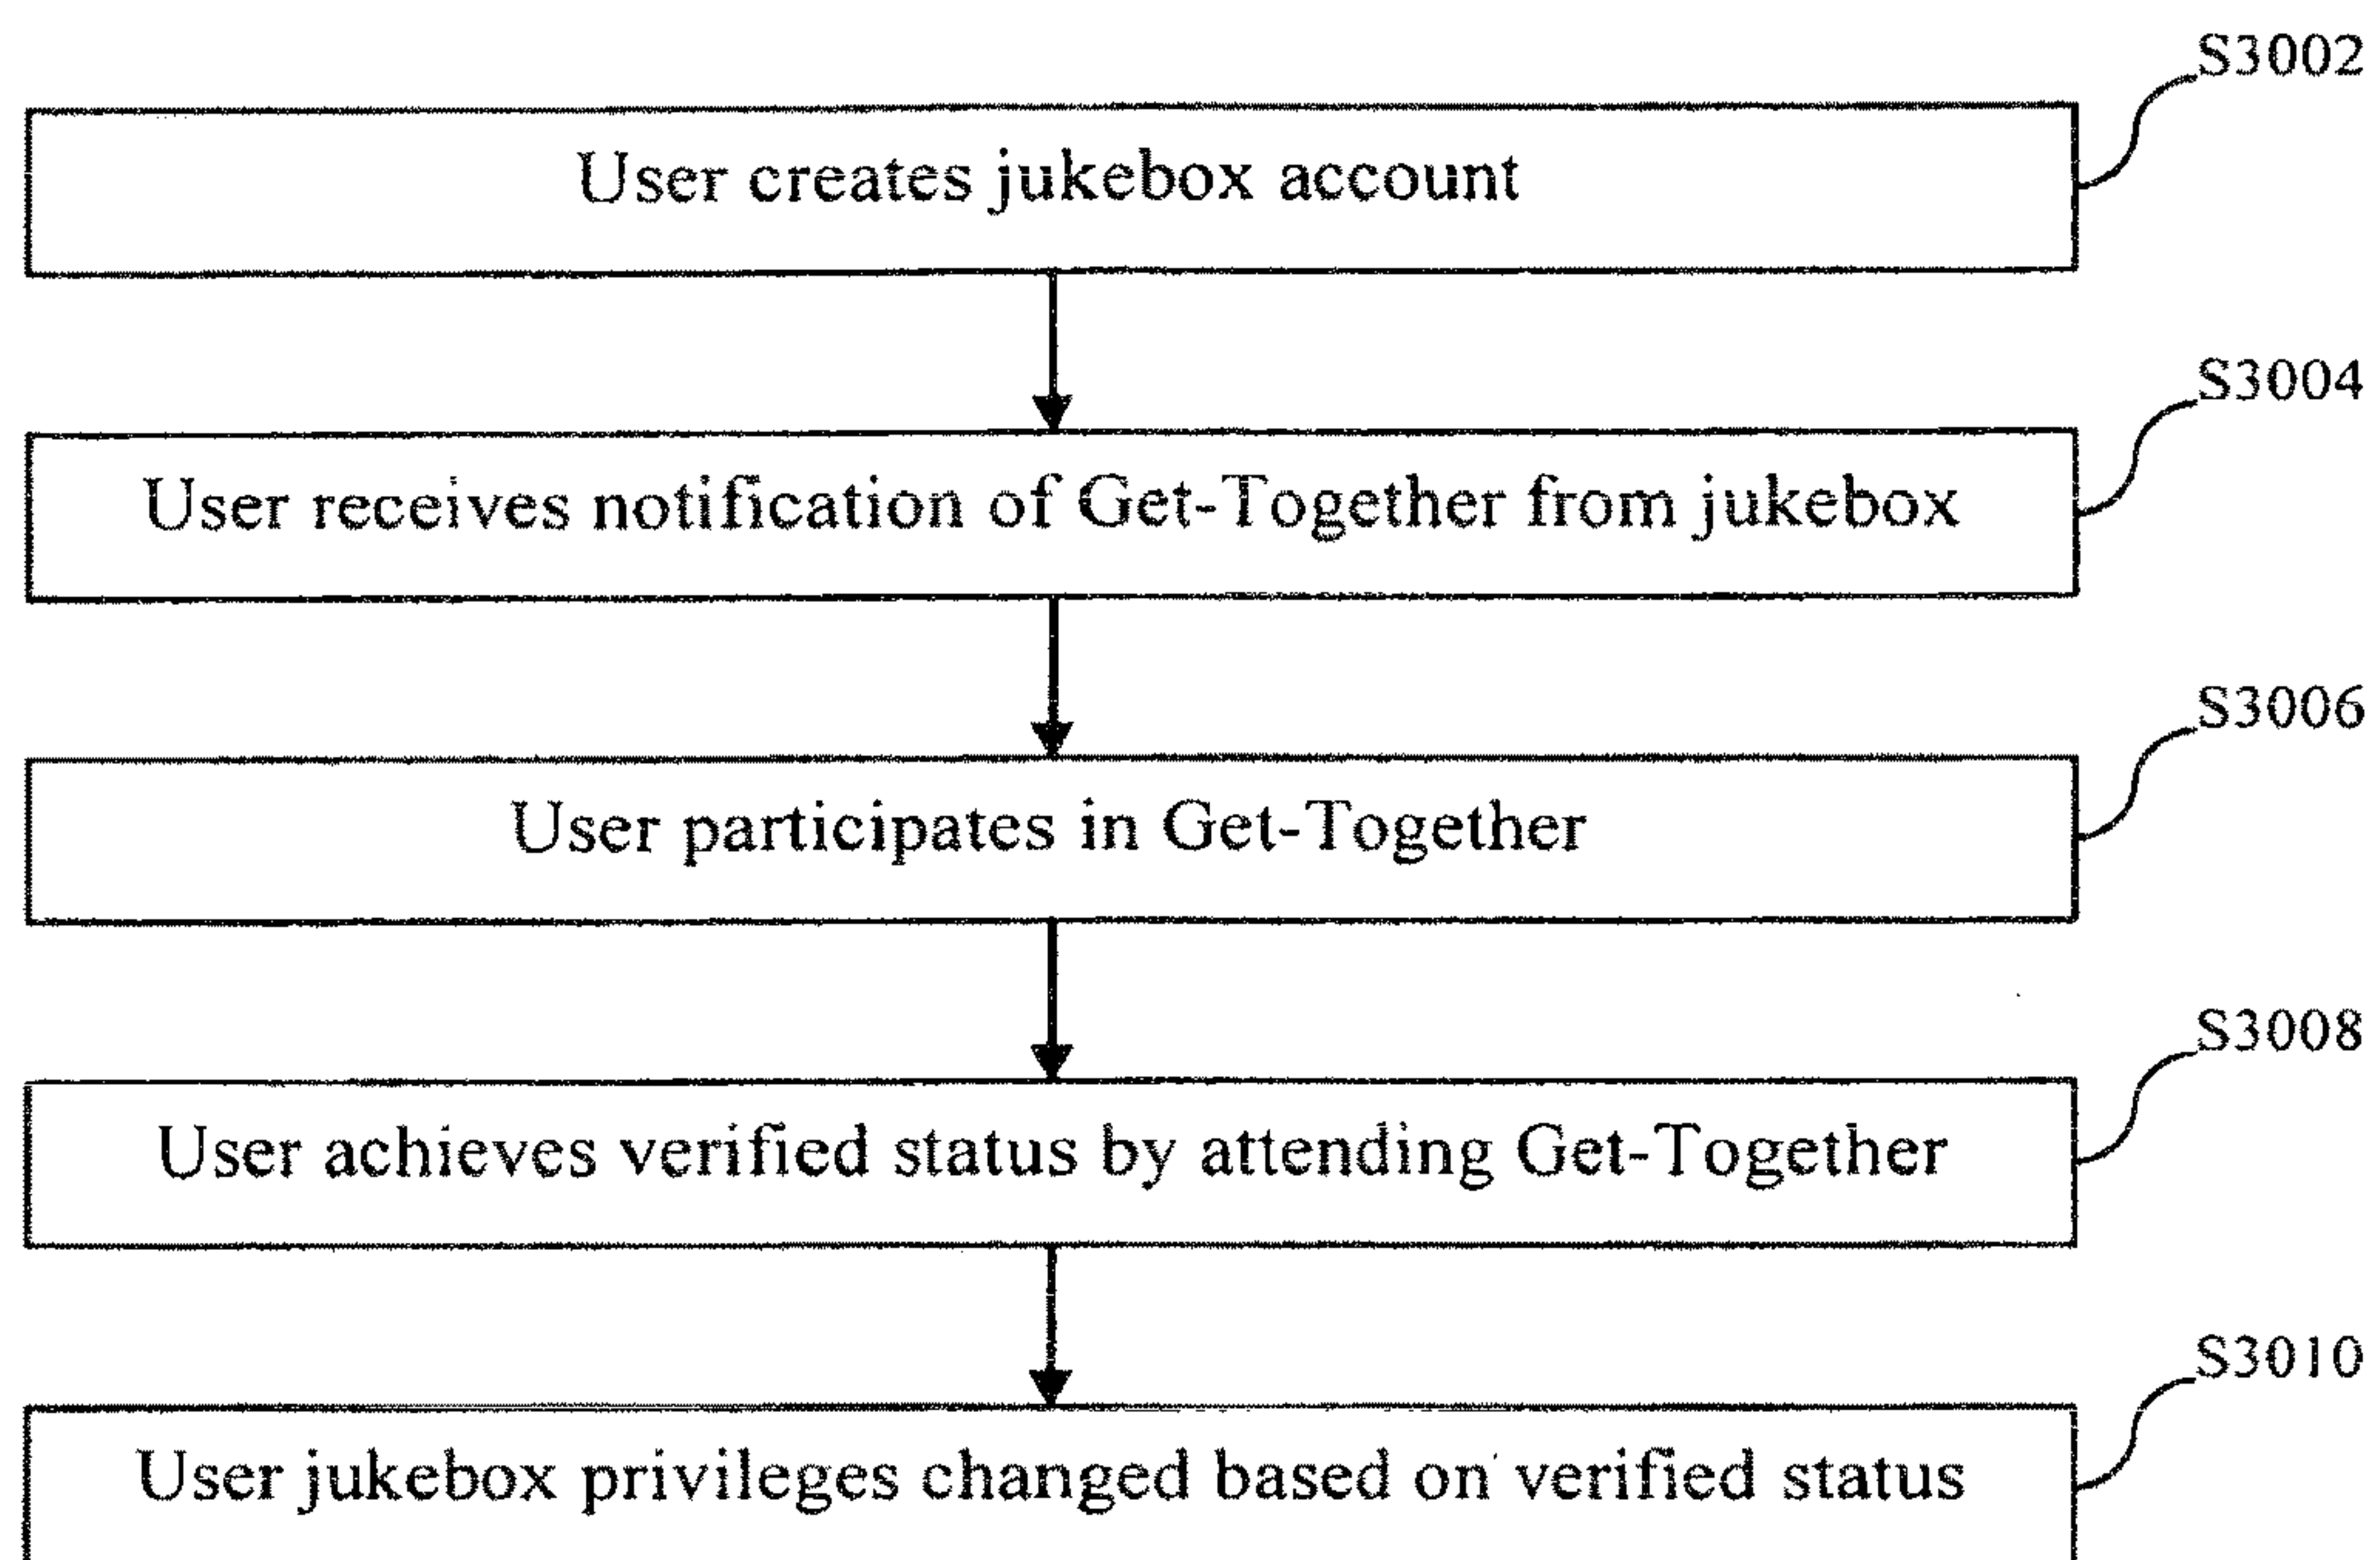 S3002
User creates jukebox account
S3004
User receives notification of Get-Together from jukebox
S3006
User participates in Get-Together
S3008
User achieves verified status by attending Get-Together
S3010
User jukebox privileges changed based on verified status